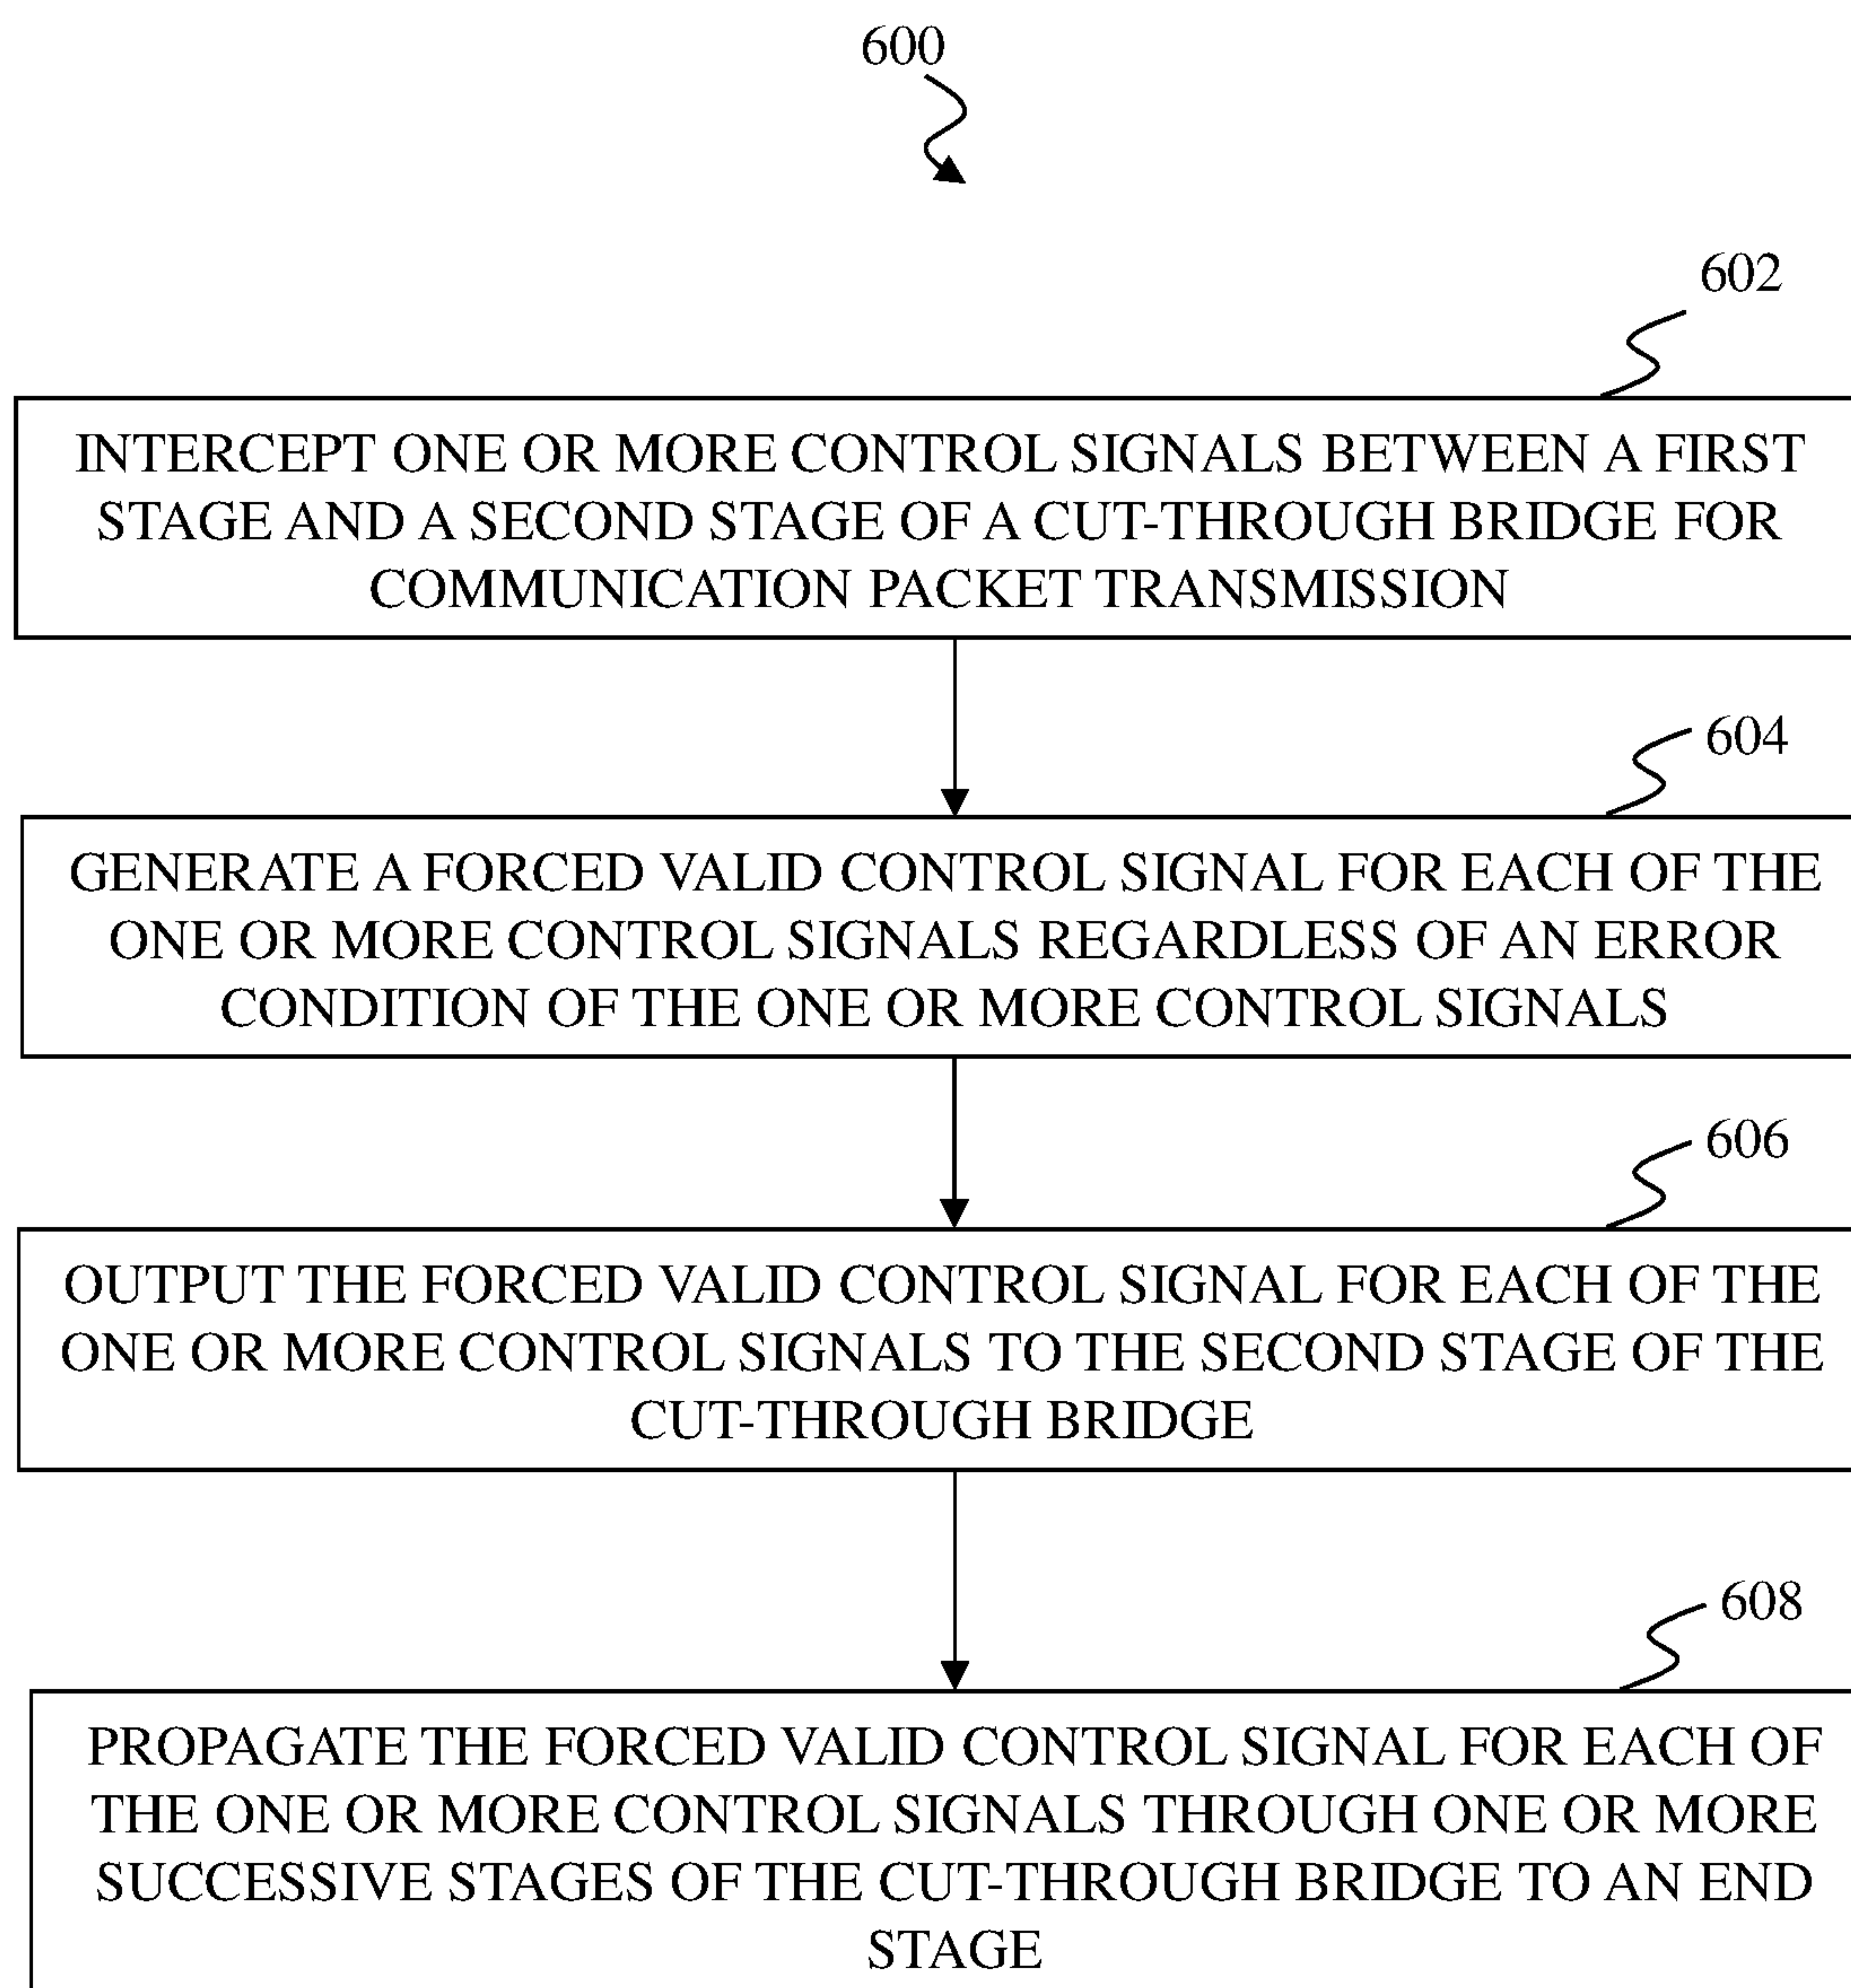 600
602
INTERCEPT ONE OR MORE CONTROL SIGNALS BETWEEN A FIRST
STAGE AND A SECOND STAGE OF A CUT-THROUGH BRIDGE FOR
COMMUNICATION PACKET TRANSMISSION
604
GENERATE A FORCED VALID CONTROL SIGNAL FOR EACH OF THE
ONE OR MORE CONTROL SIGNALS REGARDLESS OF AN ERROR
CONDITION OF THE ONE OR MORE CONTROL SIGNALS
606
OUTPUT THE FORCED VALID CONTROL SIGNAL FOR EACH OF THE
ONE OR MORE CONTROL SIGNALS TO THE SECOND STAGE OF THE
CUT-THROUGH BRIDGE
608
PROPAGATE THE FORCED VALID CONTROL SIGNAL FOR EACH OF
THE ONE OR MORE CONTROL SIGNALS THROUGH ONE OR MORE
SUCCESSIVE STAGES OF THE CUT-THROUGH BRIDGE TO AN END
STAGE